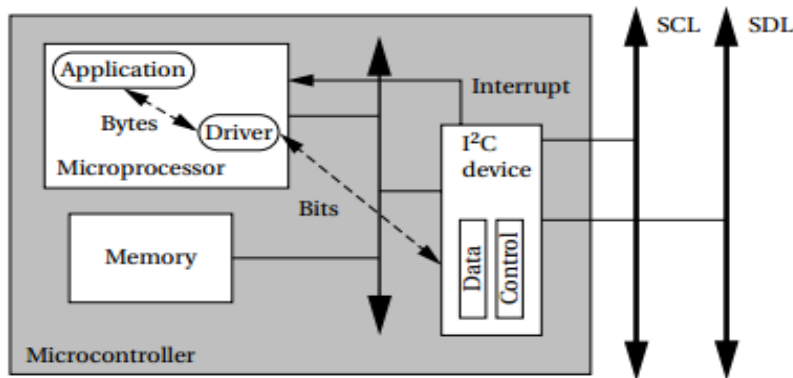 SCL
SDL
Application
Interrupt
Bytes
Driver
I²C
device
Microprocessor
Bits
Memory
Data
Control
Microcontroller